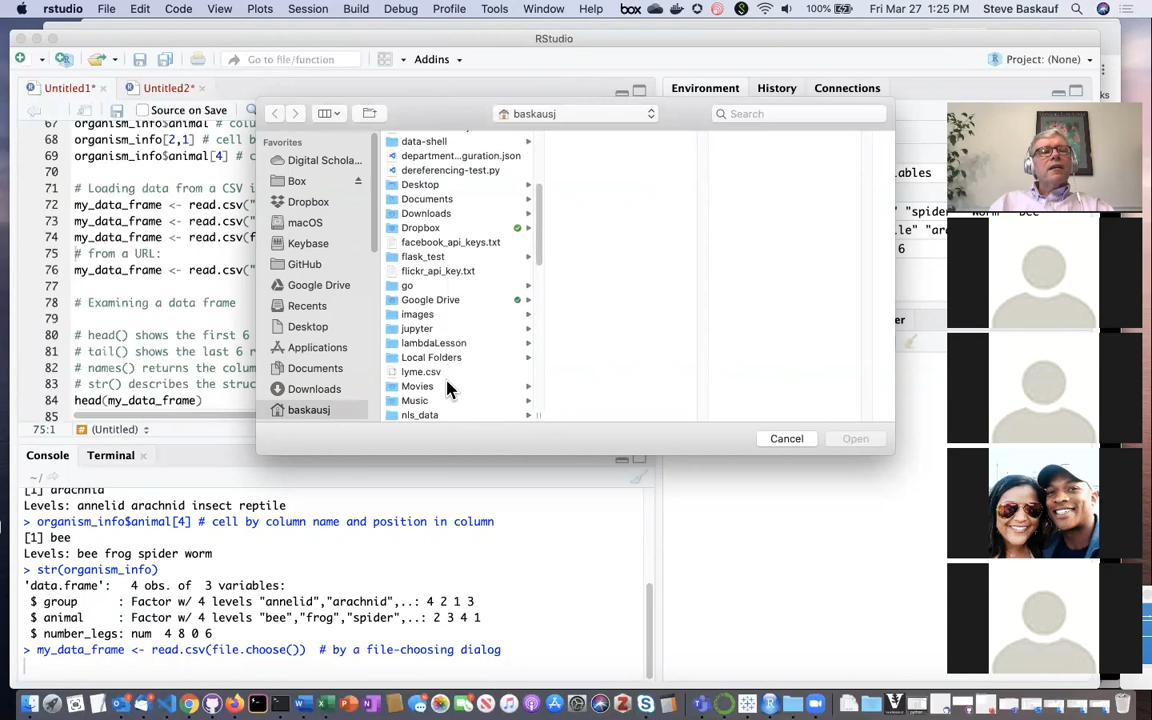 rstudio File Edit Code View Plots Session Build Debug Profile Tools Window Help box 100% Fri Mar 27 1:25 PM Steve Baskauf
RStudio
Go to file/function Addins Project: (None)
Untitled1* Untitled2* Environment History Connections
Source on Save
baskausj Search
67 organism_info$animal # colu
68 organism_info[2,1] # cell b
69 organism_info$animal[4] # c
70
71 # Loading data from a CSV i
72 my_data_frame <- read.csv("
73 my_data_frame <- read.csv("
74 my_data_frame <- read.csv(f
75 # from a URL:
76 my_data_frame <- read.csv("
77
78 # Examining a data frame
79
80 # head() shows the first 6
81 # tail() shows the last 6 r
82 # names() returns the colum
83 # str() describes the struc
84 head(my_data_frame)
85
75:1 (Untitled)
Favorites
Digital Schola...
Box
Dropbox
macOS
Keybase
GitHub
Google Drive
Recents
Desktop
Applications
Documents
Downloads
baskausj
data-shell
department...guration.json
dereferencing-test.py
Desktop
Documents
Downloads
Dropbox
facebook_api_keys.txt
flask_test
flickr_api_key.txt
go
Google Drive
images
jupyter
lambdaLesson
Local Folders
lyme.csv
Movies
Music
nls_data
Cancel Open
ables
" "spider" "worm" "bee"
ile" "ar
6
er
ks
Console Terminal
~/
[1] arachnid
Levels: annelid arachnid insect reptile
> organism_info$animal[4] # cell by column name and position in column
[1] bee
Levels: bee frog spider worm
> str(organism_info)
'data.frame': 4 obs. of 3 variables:
$ group : Factor w/ 4 levels "annelid","arachnid",..: 4 2 1 3
$ animal : Factor w/ 4 levels "bee","frog","spider",..: 2 3 4 1
$ number_legs: num 4 8 0 6
> my_data_frame <- read.csv(file.choose()) # by a file-choosing dialog